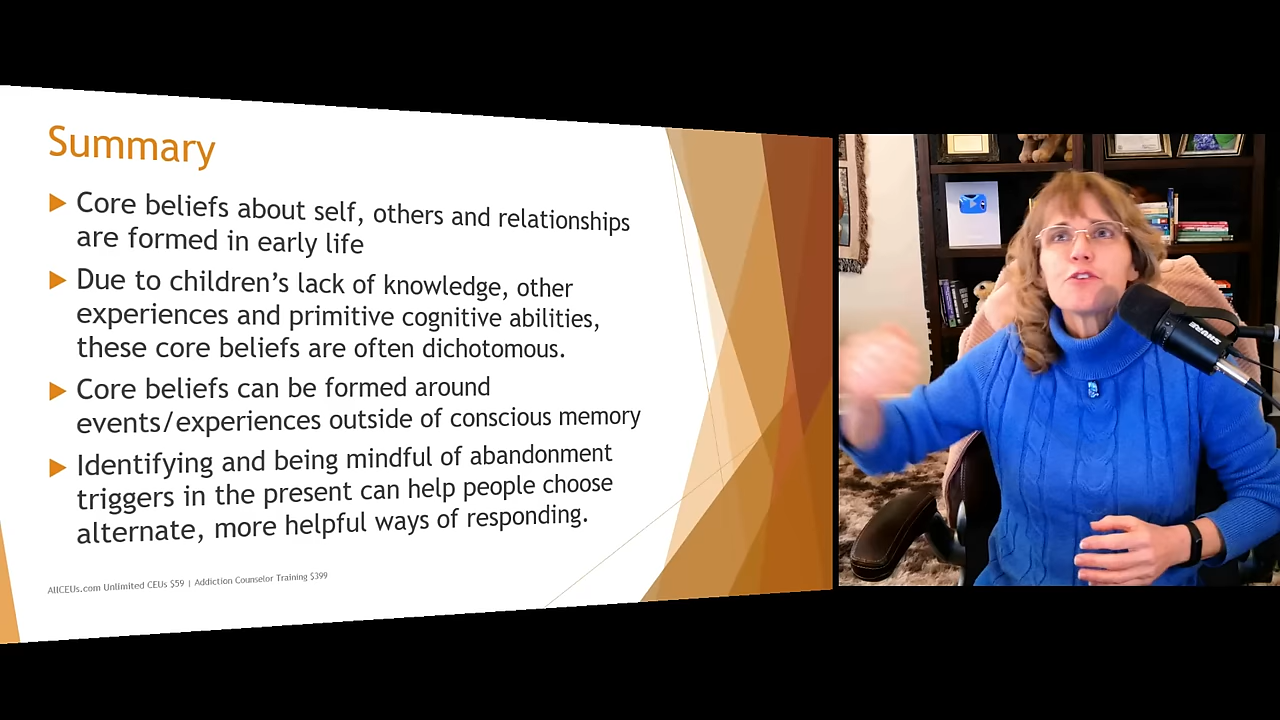 Summary
Core beliefs about self, others and relationships
are formed in early life
Due to children's lack of knowledge, other
experiences and primitive cognitive abilities,
these core beliefs are often dichotomous.
Core beliefs can be formed around
events/experiences outside of conscious memory
Identifying and being mindful of abandonment
triggers in the present can help people choose
alternate, more helpful ways of responding.
AllCEUs.com Unlimited CEUs $59 | Addiction Counselor Training $399
SHURE